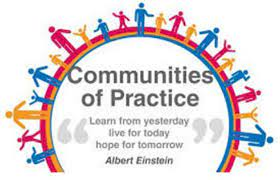 Communities
of Practice
Learn from yesterday
live for today
hope for tomorrow
Albert Einstein